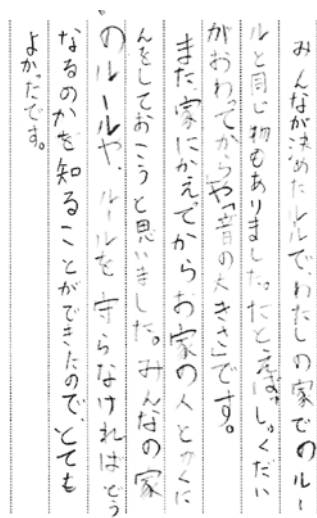 みんなが決めたルルで、わたしの家でのルー
ルと同じ物もありました。たとえば、しゅくだい
がおわってからや「音の大きさ」です。
また、家にかえてからお家の人とかくに
んをしておこうと思いました。みんなの家
のルールや、ルールを守らなければどう
なるのかを知ることができたので、とても
よかったです。